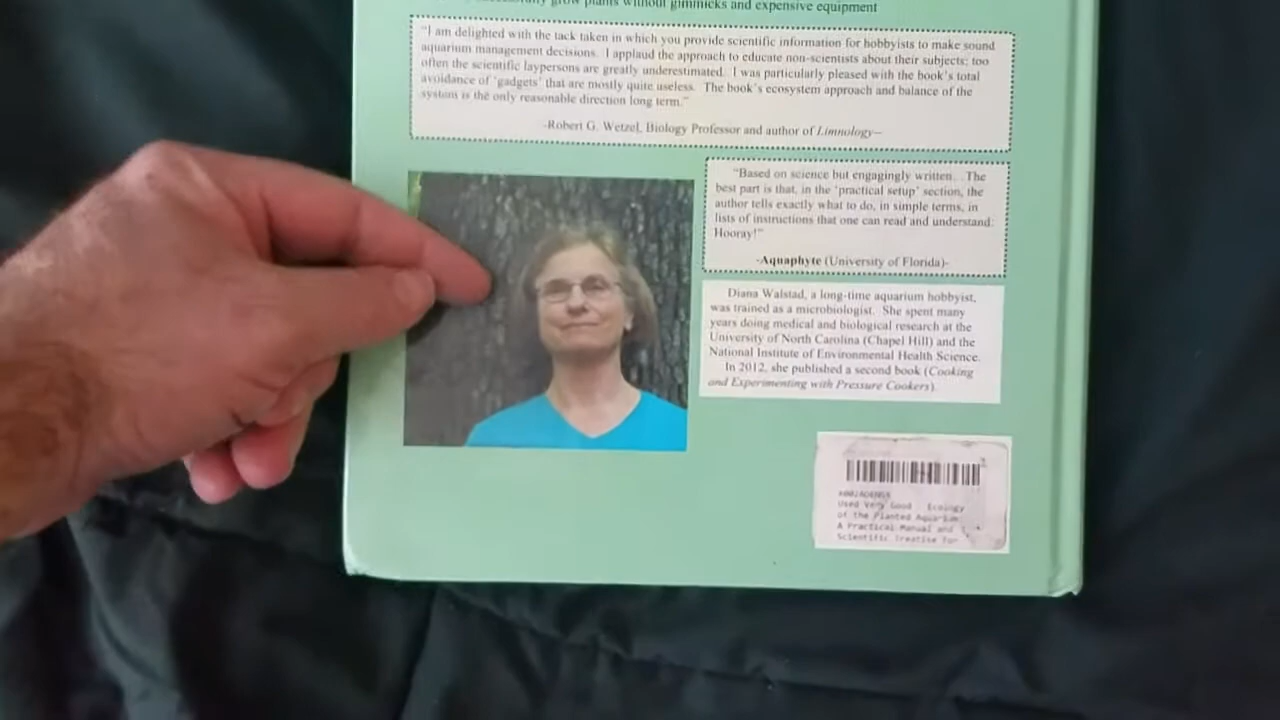 successfully grow plants without gimmicks and expensive equipment
"I am delighted with the tack taken in which you provide scientific information for hobbyists to make sound
aquarium management decisions. I applaud the approach to educate non-scientists about their subjects; too
often the scientific laypersons are greatly underestimated. I was particularly pleased with the book's total
avoidance of 'gadgets' that are mostly quite useless. The book's ecosystem approach and balance of the
system is the only reasonable direction long term."
-Robert G. Wetzel, Biology Professor and author of Limnology—
"Based on science but engagingly written. . The
best part is that, in the 'practical setup' section, the
author tells exactly what to do, in simple terms, in
lists of instructions that one can read and understand:
Hooray!"
-Aquaphyte (University of Florida)-
Diana Walstad, a long-time aquarium hobbyist,
was trained as a microbiologist. She spent many
years doing medical and biological research at the
University of North Carolina (Chapel Hill) and the
National Institute of Environmental Health Science.
In 2012, she published a second book (Cooking
and Experimenting with Pressure Cookers).
Used Very Good Ecology
of the Planted Aquarium:
A Practical Manual and
Scientific Treatise for